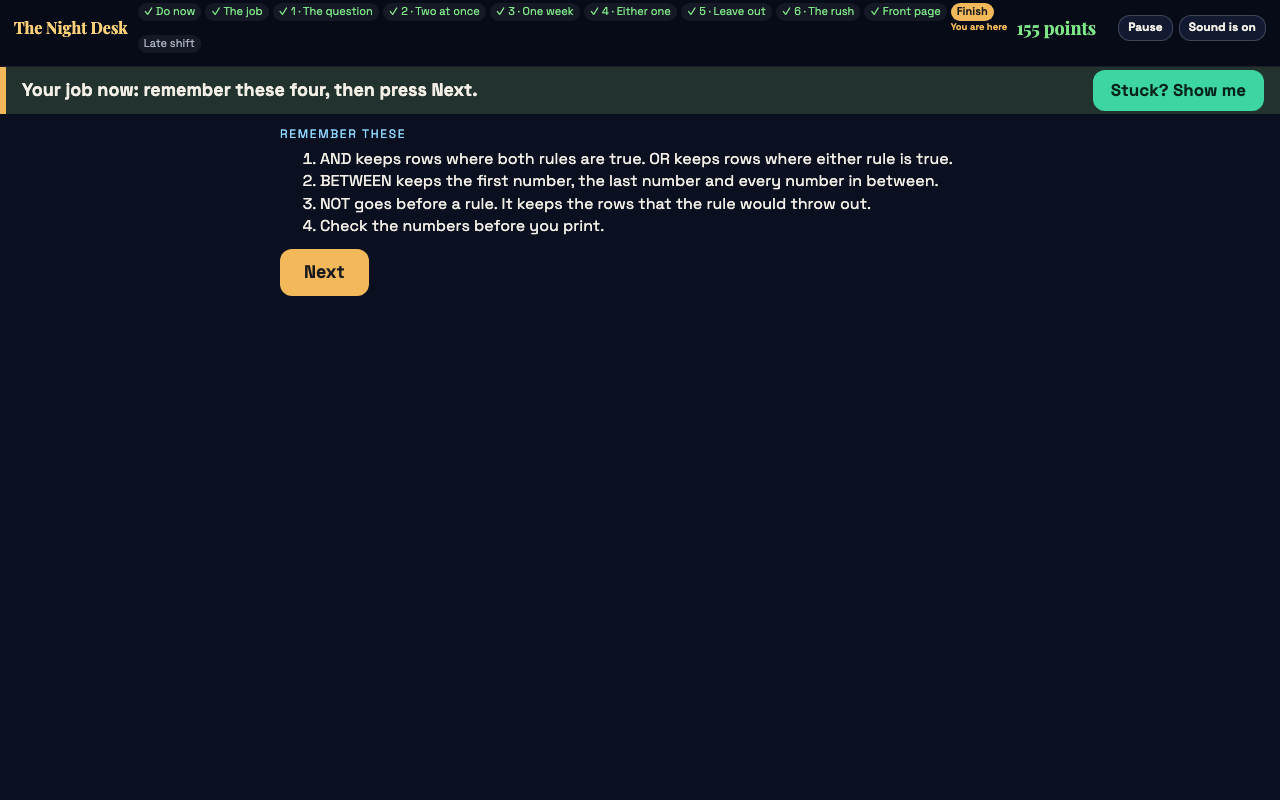 The Night Desk
✓ Do now ✓ The job ✓ 1 · The question ✓ 2 · Two at once ✓ 3 · One week ✓ 4 · Either one ✓ 5 · Leave out ✓ 6 · The rush ✓ Front page Finish
You are here
Late shift
155 points
Pause
Sound is on
Your job now: remember these four, then press Next.
Stuck? Show me
REMEMBER THESE
1. AND keeps rows where both rules are true. OR keeps rows where either rule is true.
2. BETWEEN keeps the first number, the last number and every number in between.
3. NOT goes before a rule. It keeps the rows that the rule would throw out.
4. Check the numbers before you print.
Next